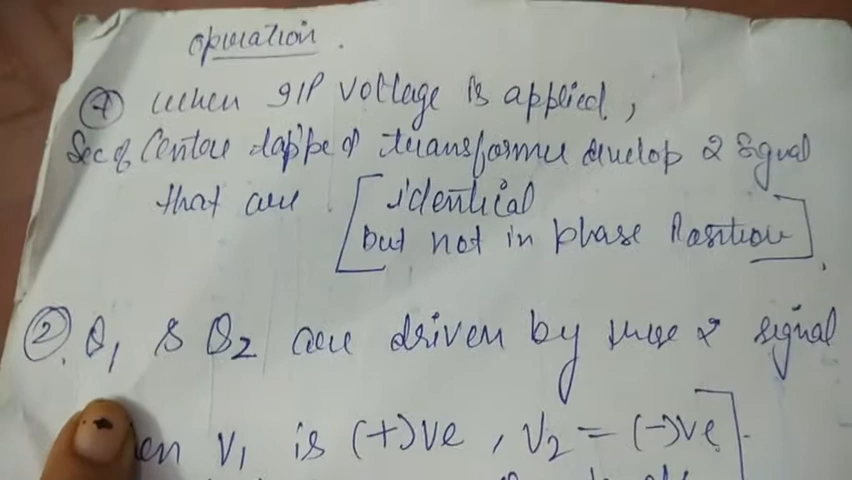 operation.
① when I/P voltage is applied,
Sec of Centre tapped transformer develop 2 signal
that are [identical
but not in phase Position].
②. Q1 & Q2 are driven by these 2 signal
en V1 is (+)ve, V2 = (-)ve].